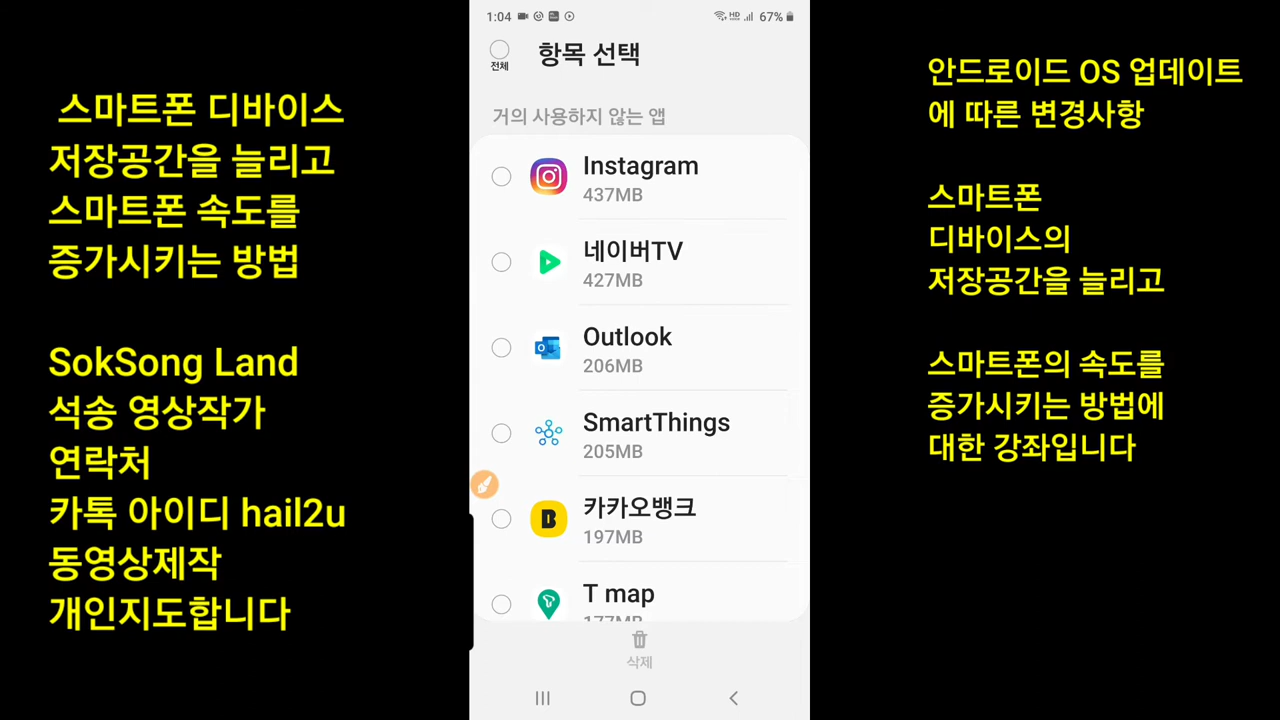 스마트폰 디바이스
저장공간을 늘리고
스마트폰 속도를
증가시키는 방법
SokSong Land
석송 영상작가
연락처
카톡 아이디 hail2u
동영상제작
개인지도합니다
1:04
HD
67%
전체
항목 선택
거의 사용하지 않는 앱
Instagram
437MB
네이버TV
427MB
Outlook
206MB
SmartThings
205MB
B
카카오뱅크
197MB
T map
177MB
삭제
안드로이드 OS 업데이트
에 따른 변경사항
스마트폰
디바이스의
저장공간을 늘리고
스마트폰의 속도를
증가시키는 방법에
대한 강좌입니다